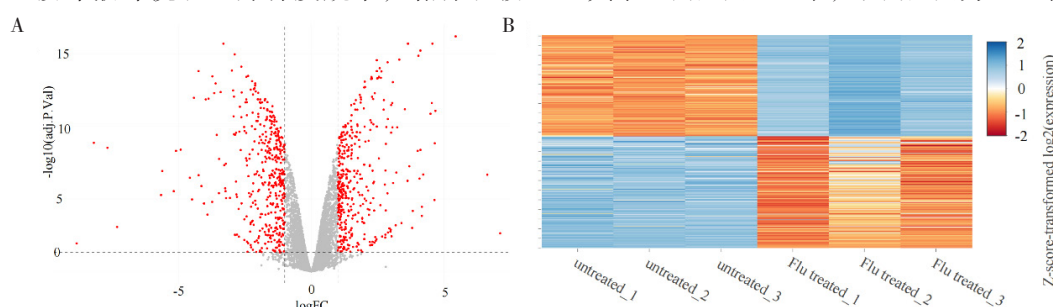 A
15
10
5
0
-log10(adj.P.Val)
-5
0
5
logFC
B
untreated_1
untreated_2
untreated_3
Flu treated_1
Flu treated_2
Flu treated_3
2
1
0
-1
-2
Z-score-transformed log2(expression)